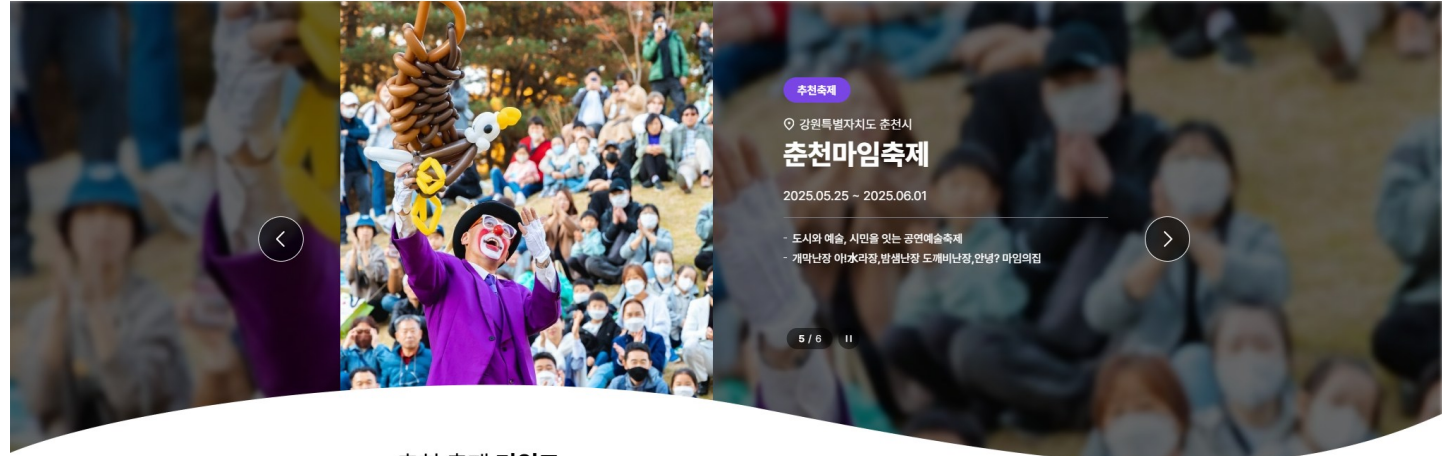 추천축제
강원특별자치도 춘천시
춘천마임축제
2025.05.25 ~ 2025.06.01
- 도시와 예술, 시민을 잇는 공연예술축제
- 개막난장 아!水라장,밤샘난장 도깨비난장,안녕? 마임의집
5 / 6